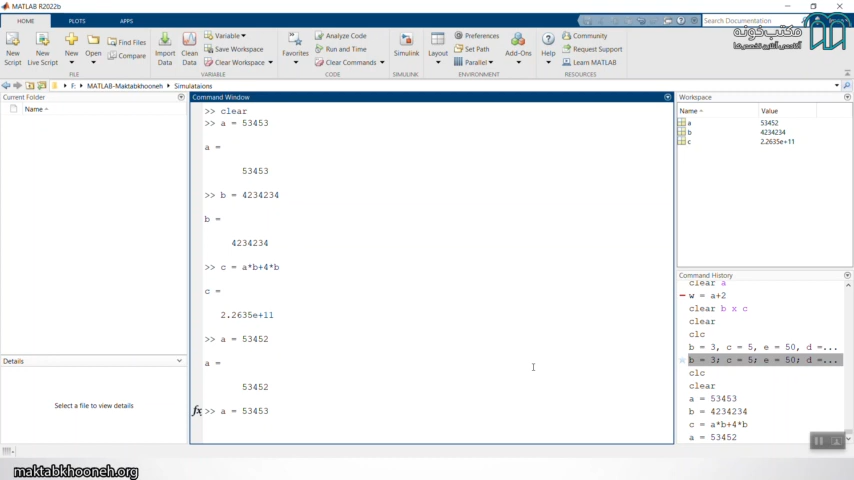 MATLAB R2022b
HOME PLOTS APPS
Search Documentation
مکتب‌خونه
New Script
New Live Script
New
Open
Find Files
Compare
FILE
Import Data
Clean Data
Variable
Save Workspace
Clear Workspace
VARIABLE
Favorites
Analyze Code
Run and Time
Clear Commands
CODE
Simulink
SIMULINK
Layout
Preferences
Set Path
Parallel
Add-Ons
ENVIRONMENT
Help
Community
Request Support
Learn MATLAB
RESOURCES
F: MATLAB-Maktabkhooneh Simulataions
Current Folder
Name
Details
Select a file to view details
Command Window
>> clear
>> a = 53453
a =
53453
>> b = 4234234
b =
4234234
>> c = a*b+4*b
c =
2.2635e+11
>> a = 53452
a =
53452
fx >> a = 53453
Workspace
Name Value
a 53452
b 4234234
c 2.2635e+11
Command History
clear a
w = a+2
clear b x c
clear
clc
b = 3, c = 5, e = 50, d =...
b = 3; c = 5; e = 50; d =...
clc
clear
a = 53453
b = 4234234
c = a*b+4*b
a = 53452
maktabkhooneh.org